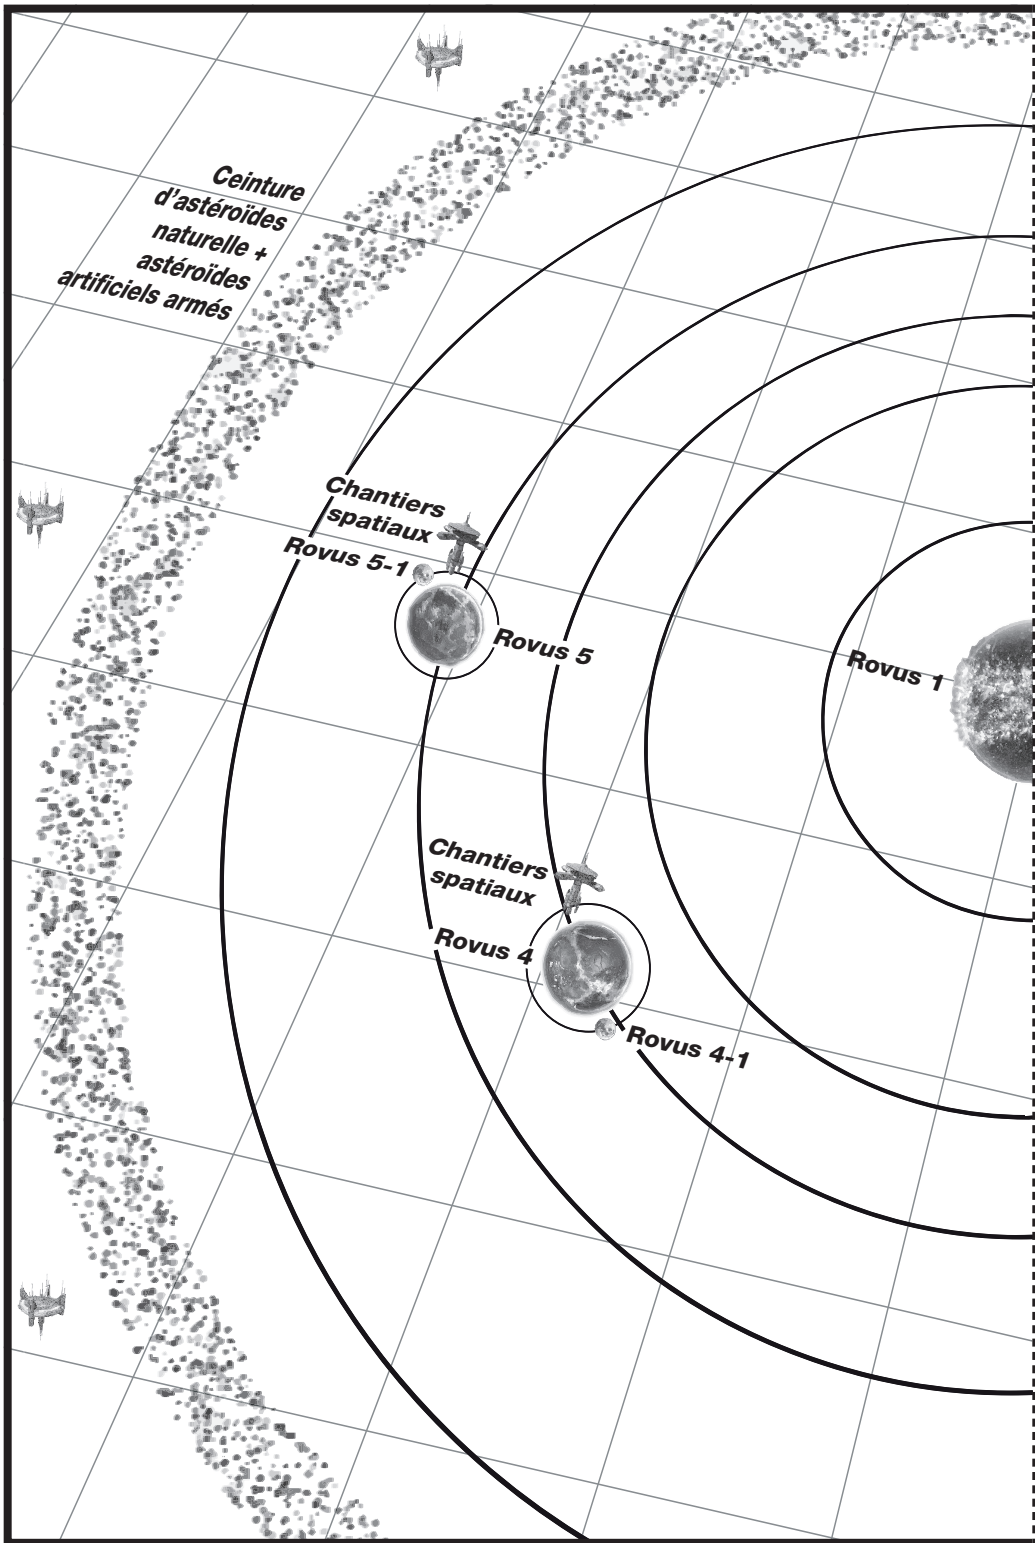 Ceinture
d'astéroïdes
naturelle +
astéroïdes
artificiels armés
Chantiers
spatiaux
Rovus 5-1
Rovus 5
Rovus 1
Chantiers
spatiaux
Rovus 4
Rovus 4-1